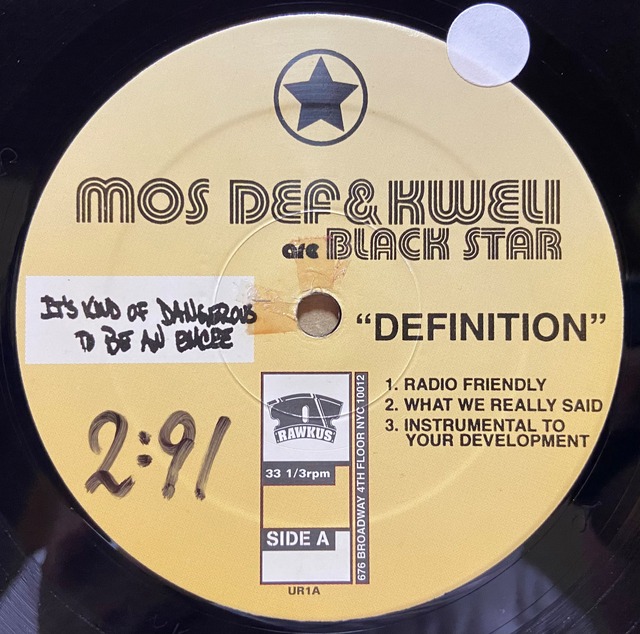 MOS DEF & KWELI
are BLACK STAR
IT'S KIND OF DANGEROUS
TO BE AN EMCEE
"DEFINITION"
1. RADIO FRIENDLY
2. WHAT WE REALLY SAID
3. INSTRUMENTAL TO
YOUR DEVELOPMENT
2:91
RAWKUS
33 1/3rpm
SIDE A
676 BROADWAY 4TH FLOOR NYC 10012
UR1A